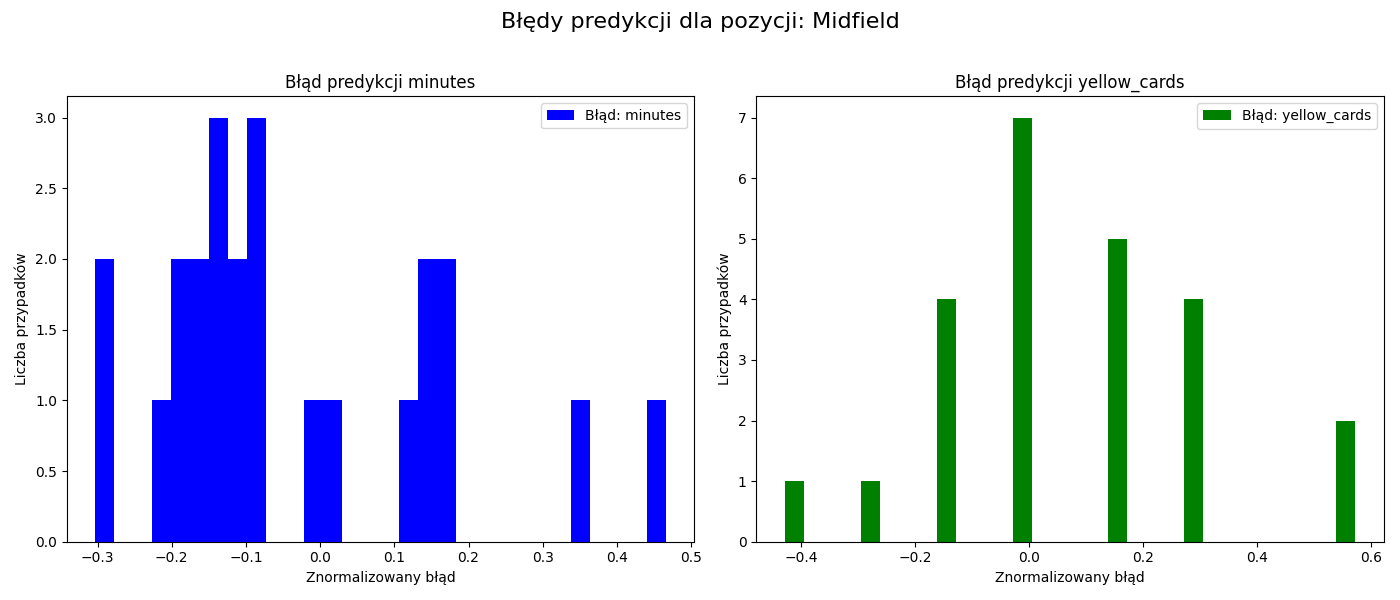 Błędy predykcji dla pozycji: Midfield
Błąd predykcji minutes
Błąd: minutes
Liczba przypadków
3.0
2.5
2.0
1.5
1.0
0.5
0.0
−0.3 −0.2 −0.1 0.0 0.1 0.2 0.3 0.4 0.5
Znormalizowany błąd
Błąd predykcji yellow_cards
Błąd: yellow_cards
Liczba przypadków
7
6
5
4
3
2
1
0
−0.4 −0.2 0.0 0.2 0.4 0.6
Znormalizowany błąd